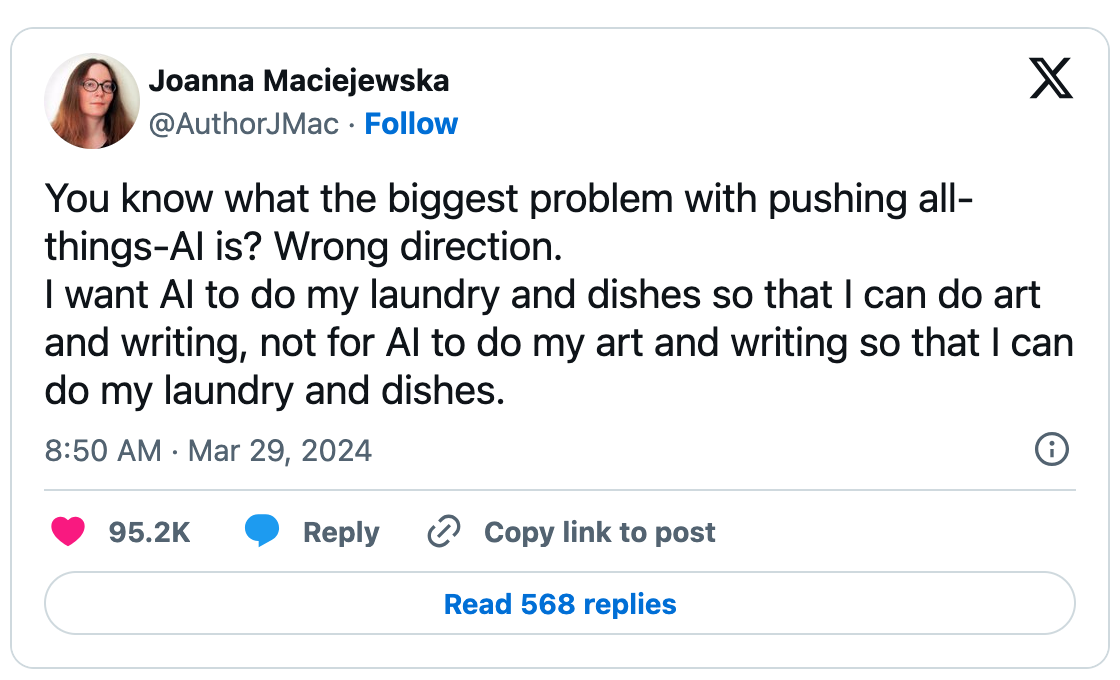 Joanna Maciejewska
@AuthorJMac · Follow
You know what the biggest problem with pushing all-
things-AI is? Wrong direction.
I want AI to do my laundry and dishes so that I can do art
and writing, not for AI to do my art and writing so that I can
do my laundry and dishes.
8:50 AM · Mar 29, 2024
95.2K Reply Copy link to post
Read 568 replies